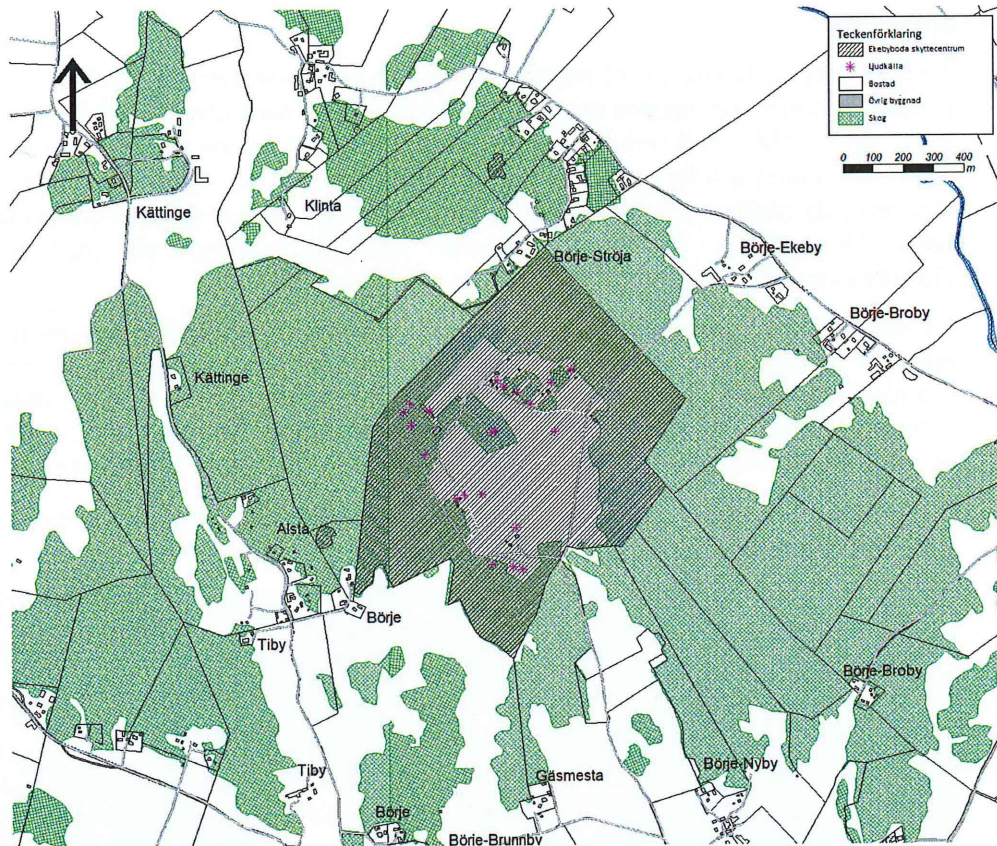 Teckenförklaring
Ekebyboda skyttecentrum
Ljudkälla
Bostad
Övrig byggnad
Skog
0 100 200 300 400
m
Kättinge
Klinta
Börje-Ströja
Börje-Ekeby
Börje-Broby
Kättinge
Alsta
Börje
Tiby
Börje-Broby
Tiby
Gäsmesta
Börje-Nyby
Börje
Börje-Brunnby